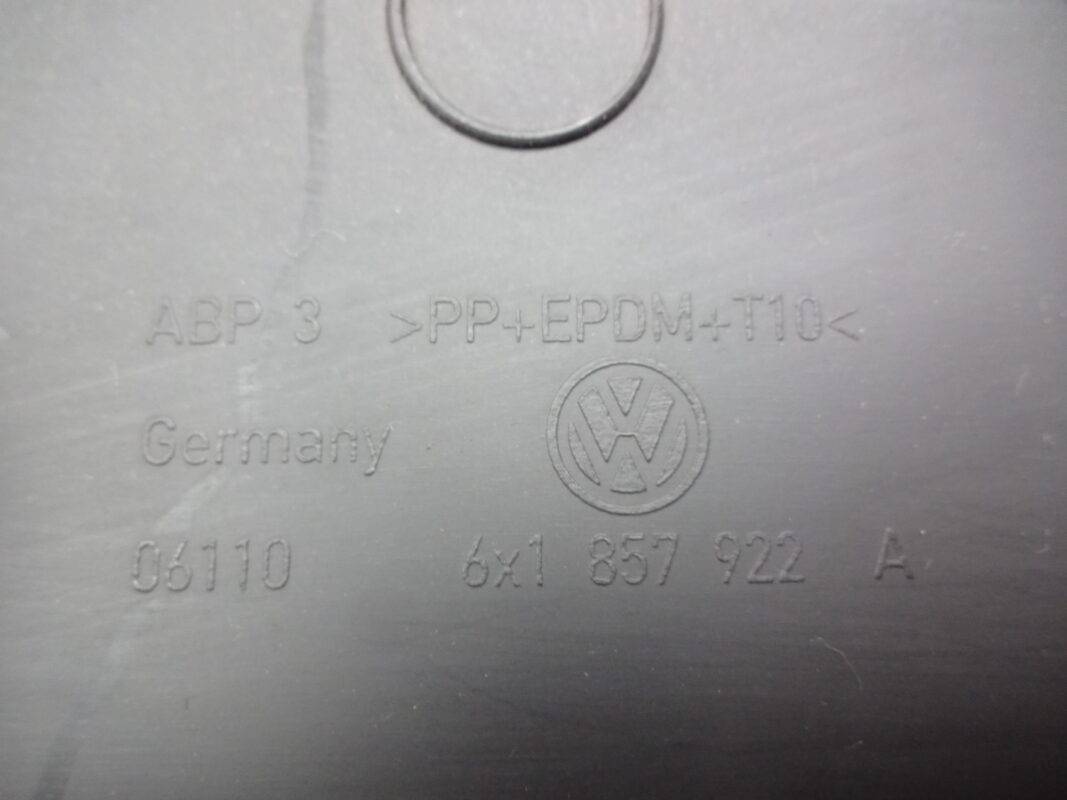 ABP 3 >PP+EPDM+T10<
Germany
06110 6x1 857 922 A